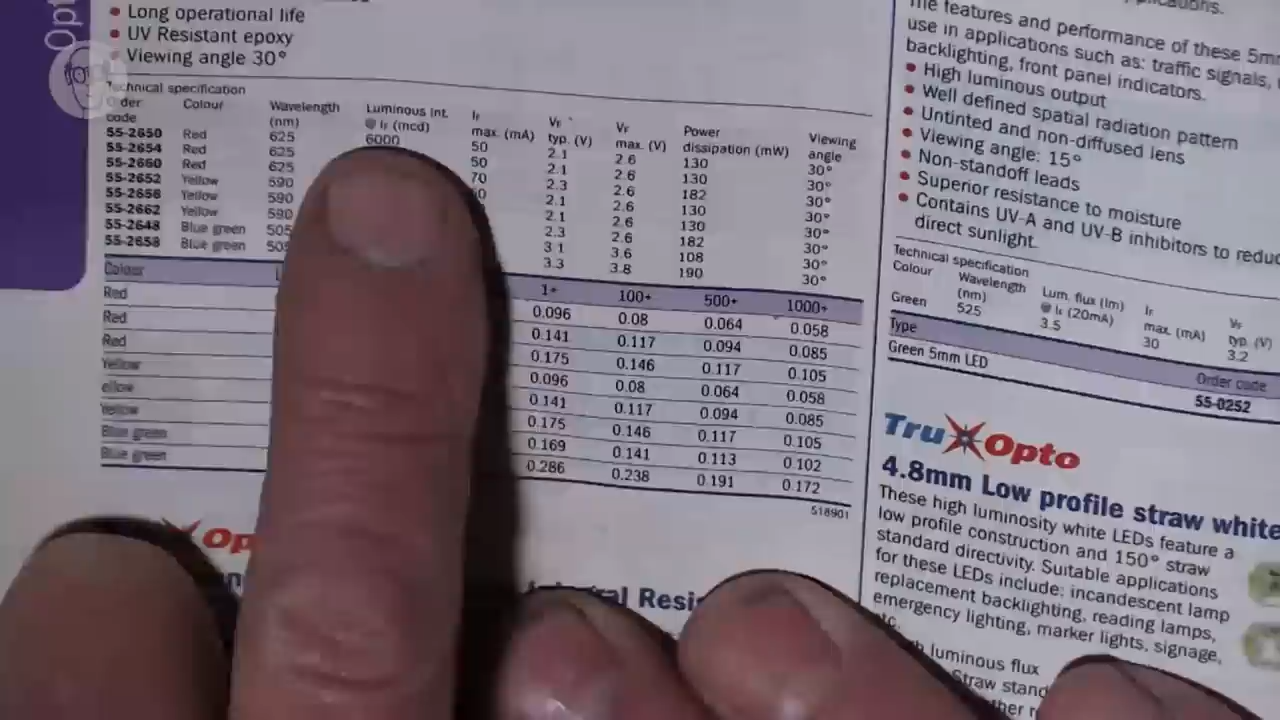 Opt
• Long operational life
• UV Resistant epoxy
• Viewing angle 30°
Technical specification
Order code Colour Wavelength (nm) Luminous int. @ IF (mcd) IF max. (mA) VF typ. (V) VF max. (V) Power dissipation (mW) Viewing angle
55-2650 Red 625 6000 50 2.1 2.6 130 30°
55-2654 Red 625 50 2.1 2.6 130 30°
55-2660 Red 625 70 2.3 2.6 182 30°
55-2652 Yellow 590 2.1 2.6 130 30°
55-2656 Yellow 590 2.1 2.6 130 30°
55-2662 Yellow 590 2.3 2.6 182 30°
55-2648 Blue green 505 3.1 3.6 108 30°
55-2658 Blue green 505 3.3 3.8 190 30°
Colour 1+ 100+ 500+ 1000+
Red 0.096 0.08 0.064 0.058
Red 0.141 0.117 0.094 0.085
Red 0.175 0.146 0.117 0.105
Yellow 0.096 0.08 0.064 0.058
ellow 0.141 0.117 0.094 0.085
Yellow 0.175 0.146 0.117 0.105
Blue green 0.169 0.141 0.113 0.102
Blue green 0.286 0.238 0.191 0.172
518901
Op
Resi
The features and performance of these 5mm
use in applications such as: traffic signals,
backlighting, front panel indicators.
• High luminous output
• Well defined spatial radiation pattern
• Untinted and non-diffused lens
• Viewing angle: 15°
• Non-standoff leads
• Superior resistance to moisture
• Contains UV-A and UV-B inhibitors to reduc
direct sunlight.
Technical specification
Colour Wavelength (nm) Lum. flux (lm) @ IF (20mA) IF max. (mA) VF typ. (V)
Green 525 3.5 30 3.2
Type Order code
Green 5mm LED 55-0252
TruOpto
4.8mm Low profile straw white
These high luminosity white LEDs feature a
low profile construction and 150° straw
standard directivity. Suitable applications
for these LEDs include: incandescent lamp
replacement backlighting, reading lamps,
emergency lighting, marker lights, signage,
etc.
luminous flux
Straw stand